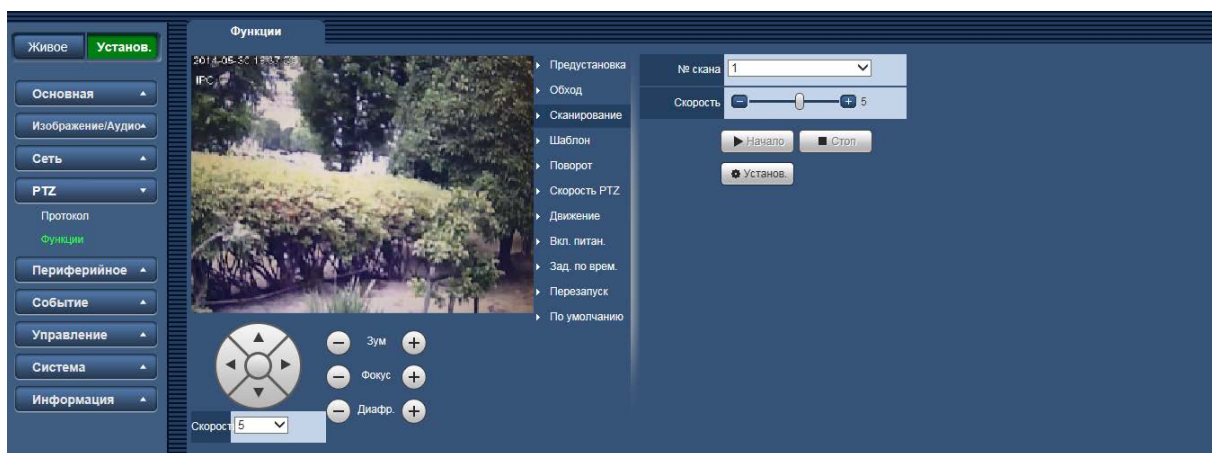 Функции
Живое
Установ.
Основная
Изображение/Аудио
Сеть
PTZ
Протокол
Функции
Периферийное
Событие
Управление
Система
Информация
IPC
Предустановка
Обход
Сканирование
Шаблон
Поворот
Скорость PTZ
Движение
Вкл. питан.
Зад. по врем.
Перезапуск
По умолчанию
№ скана 1
Скорость 5
Начало
Стоп
Установ.
Зум
Фокус
Диафр.
Скорост 5